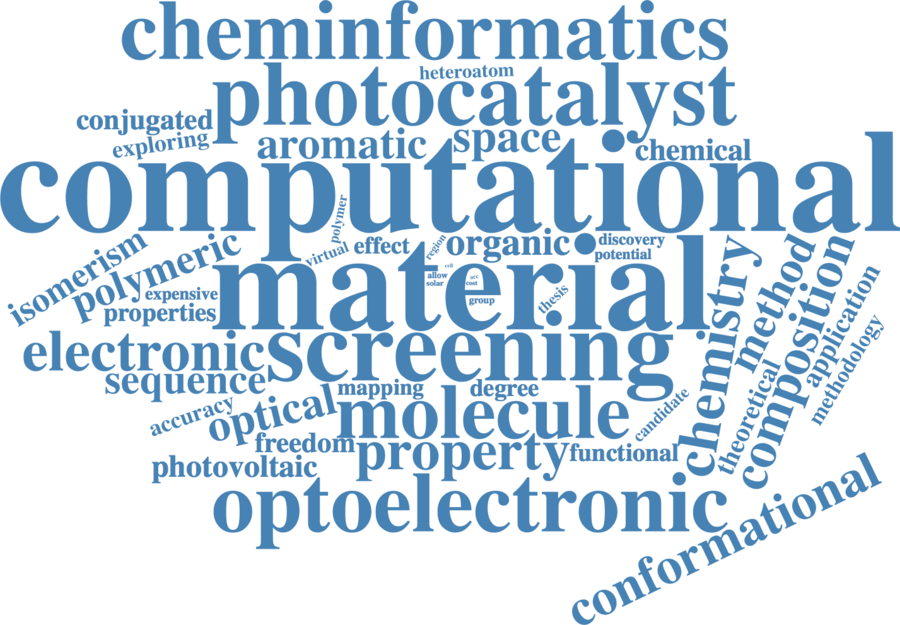 cheminformatics
heteroatom
photocatalyst
conjugated
exploring
aromatic
space
chemical
computational
polymer
virtual
effect
region
organic
discovery
potential
isomerism
polymeric
expensive
properties
material
allow
cell
solar
act
cost
group
thesis
chemistry
method
composition
application
methodology
theoretical
electronic
screening
sequence
mapping
degree
accuracy
optical
molecule
candidate
freedom
property
functional
photovoltaic
optoelectronic
conformational